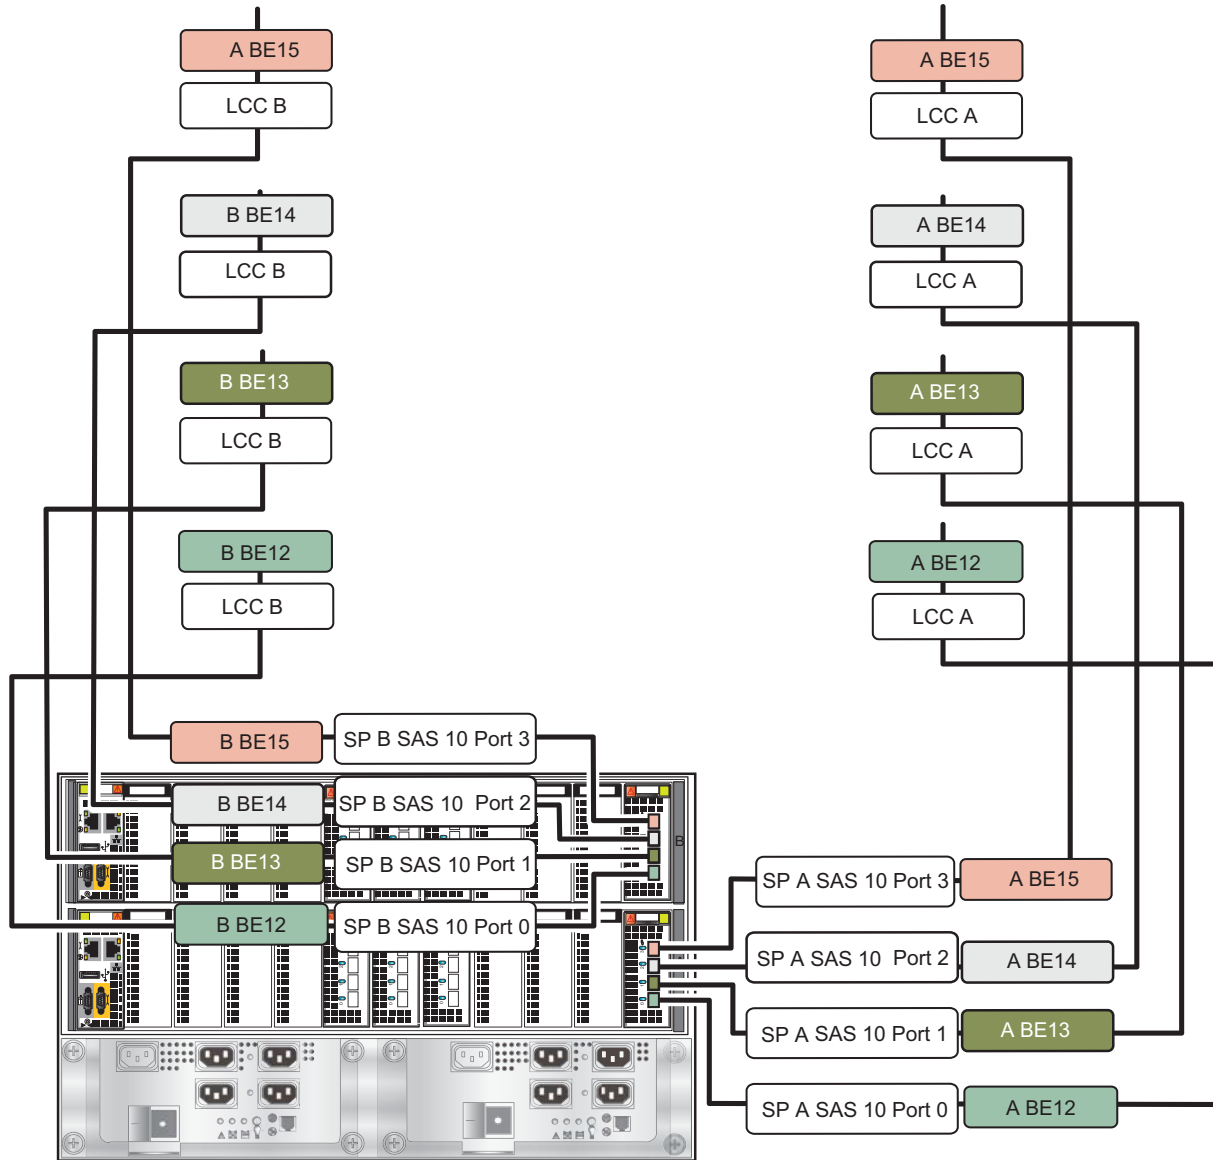 A BE15
LCC B
B BE14
LCC B
B BE13
LCC B
B BE12
LCC B
A BE15
LCC A
A BE14
LCC A
A BE13
LCC A
A BE12
LCC A
B BE15
SP B SAS 10 Port 3
B BE14
SP B SAS 10 Port 2
B BE13
SP B SAS 10 Port 1
B BE12
SP B SAS 10 Port 0
B
SP A SAS 10 Port 3
A BE15
SP A SAS 10 Port 2
A BE14
SP A SAS 10 Port 1
A BE13
SP A SAS 10 Port 0
A BE12